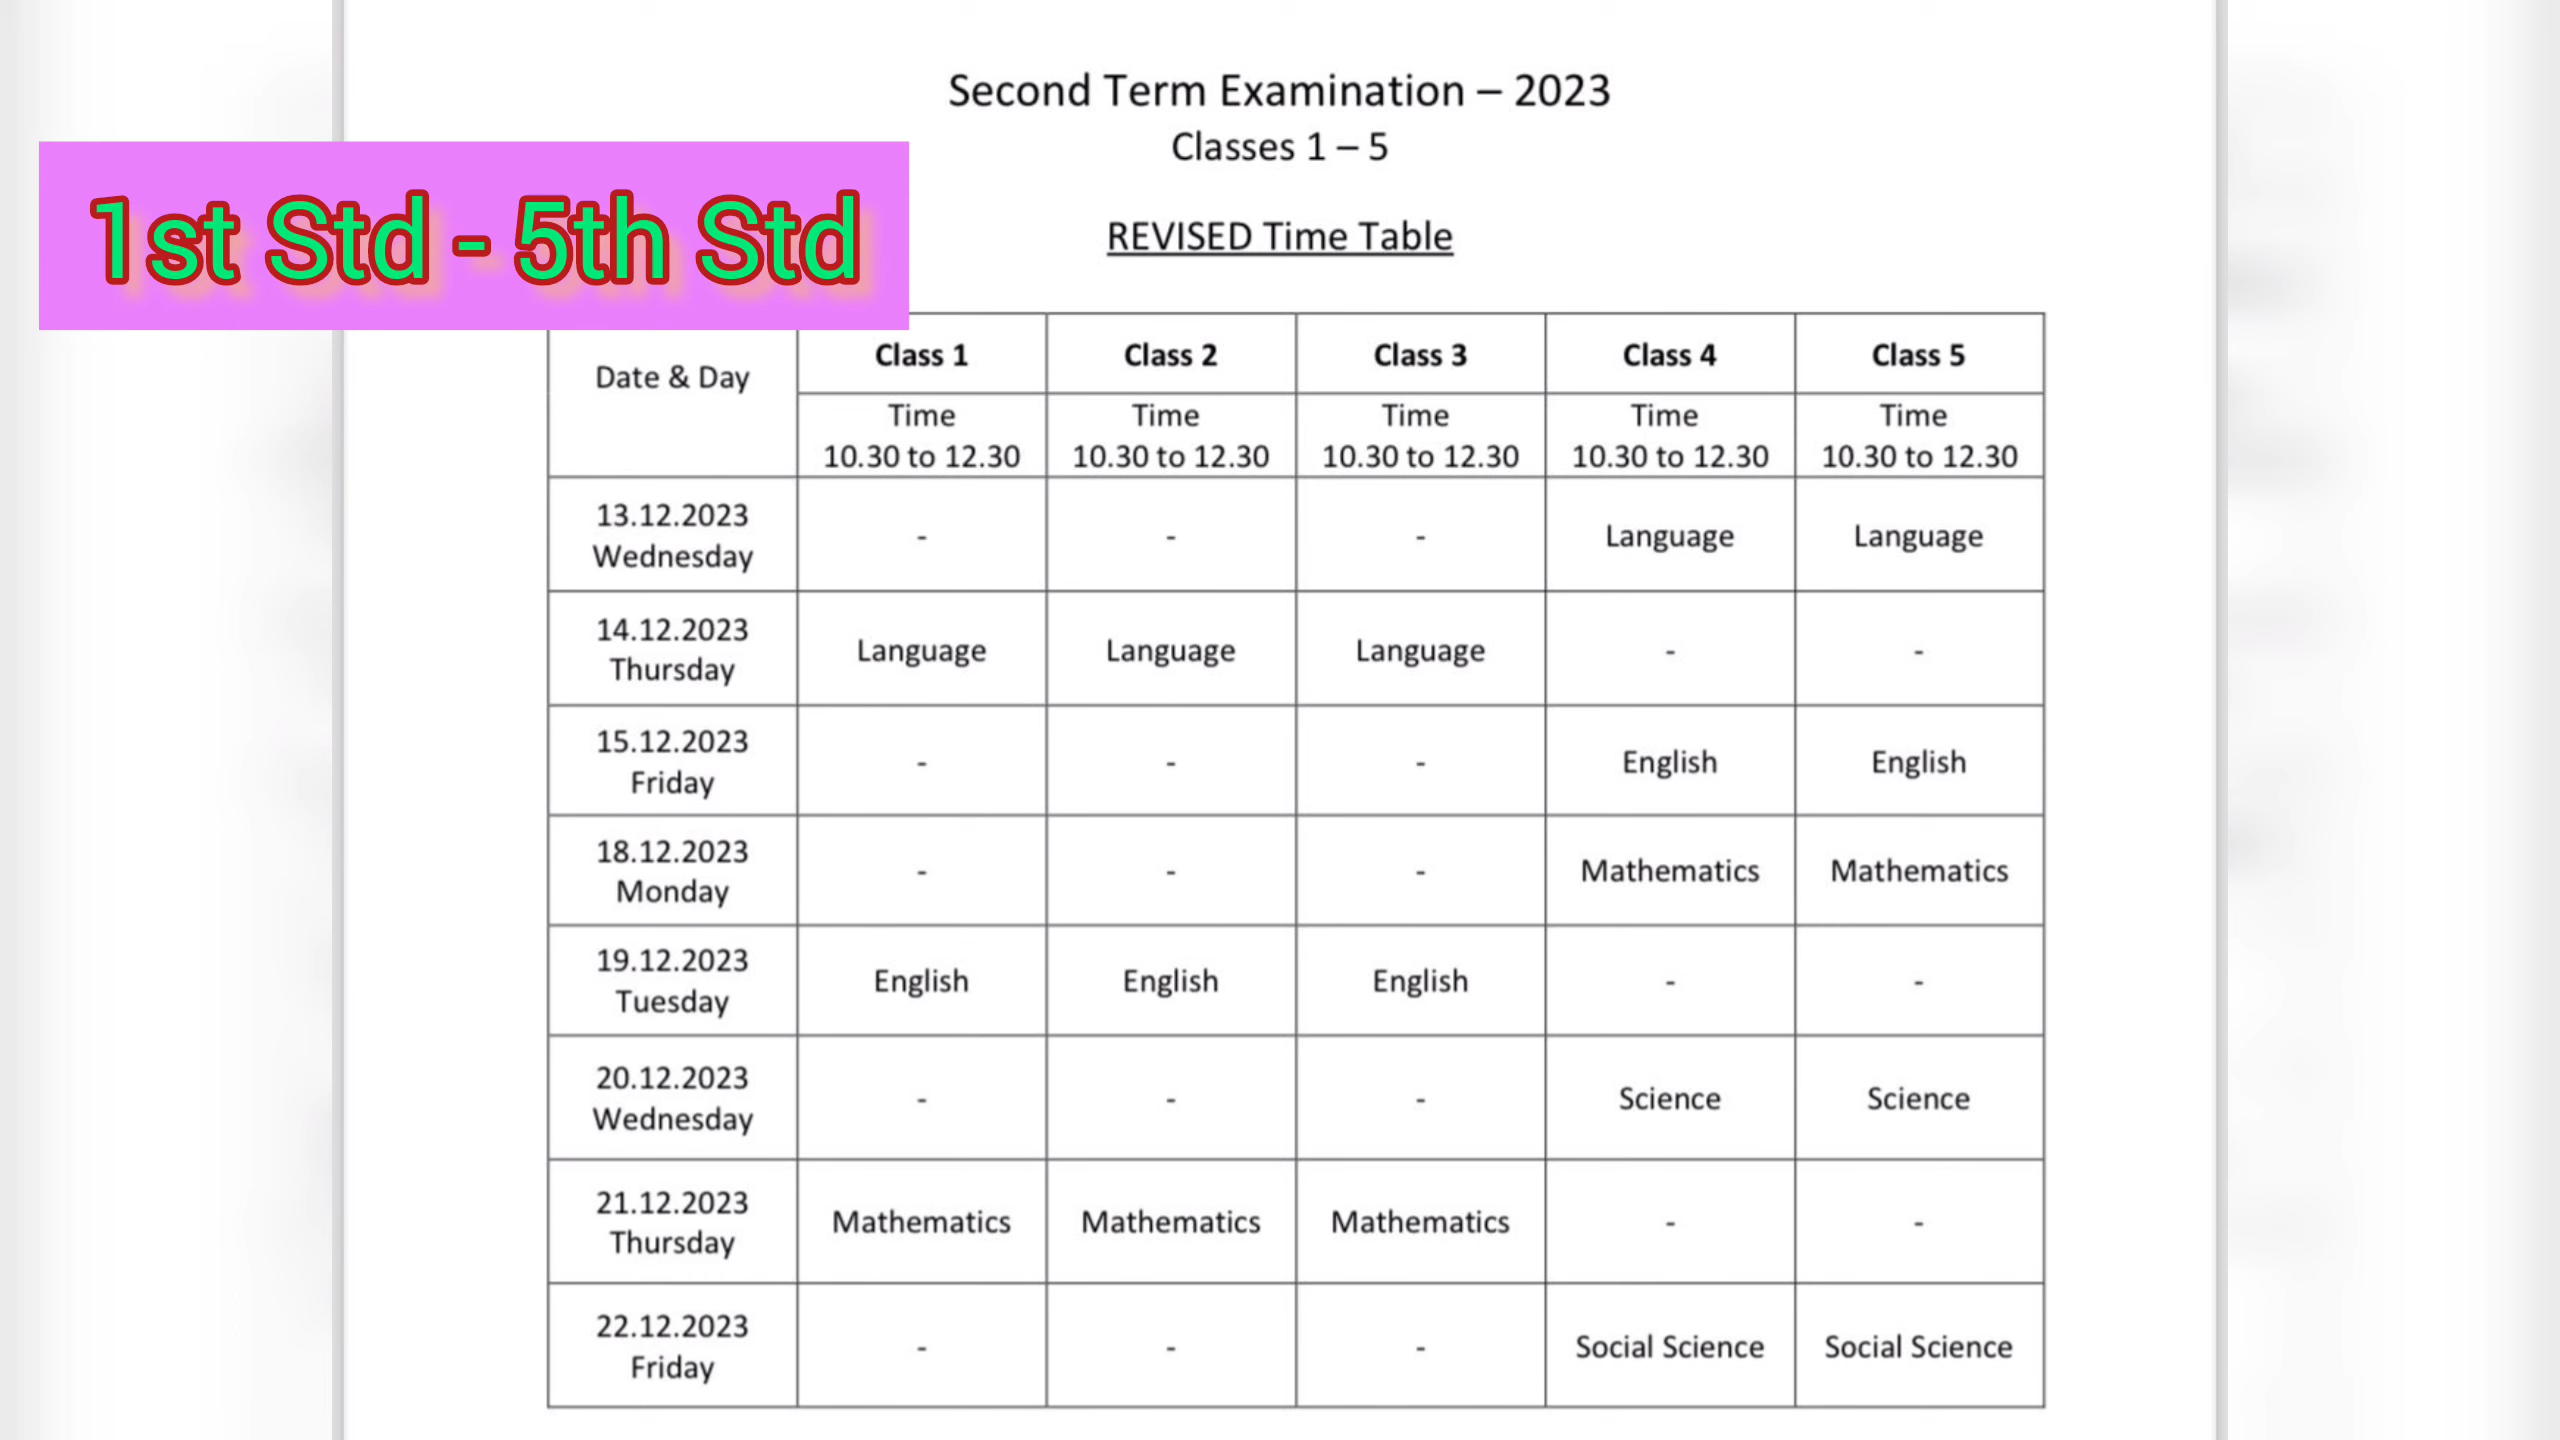 Second Term Examination – 2023
Classes 1 – 5
1st Std - 5th Std
REVISED Time Table
Date & Day Class 1 Class 2 Class 3 Class 4 Class 5
Time Time Time Time Time
10.30 to 12.30 10.30 to 12.30 10.30 to 12.30 10.30 to 12.30 10.30 to 12.30
13.12.2023
Wednesday - - - Language Language
14.12.2023
Thursday Language Language Language - -
15.12.2023
Friday - - - English English
18.12.2023
Monday - - - Mathematics Mathematics
19.12.2023
Tuesday English English English - -
20.12.2023
Wednesday - - - Science Science
21.12.2023
Thursday Mathematics Mathematics Mathematics - -
22.12.2023
Friday - - - Social Science Social Science